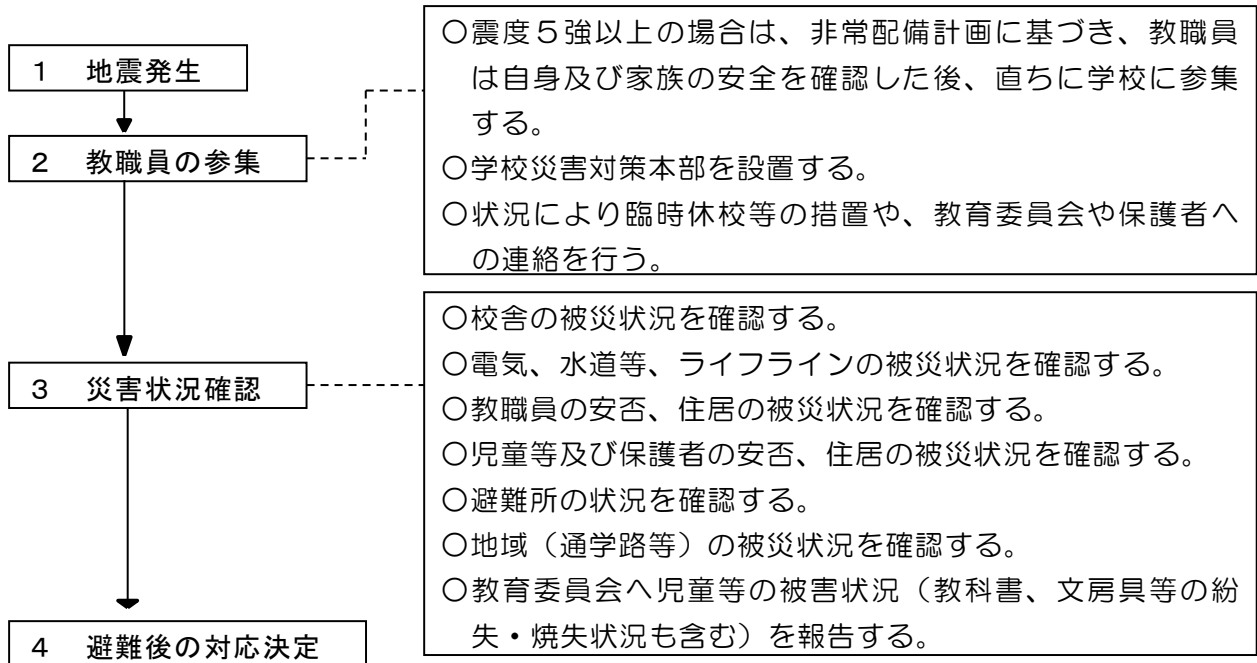 1 地震発生
2 教職員の参集
○震度５強以上の場合は、非常配備計画に基づき、教職員
は自身及び家族の安全を確認した後、直ちに学校に参集
する。
○学校災害対策本部を設置する。
○状況により臨時休校等の措置や、教育委員会や保護者へ
の連絡を行う。
3 災害状況確認
○校舎の被災状況を確認する。
○電気、水道等、ライフラインの被災状況を確認する。
○教職員の安否、住居の被災状況を確認する。
○児童等及び保護者の安否、住居の被災状況を確認する。
○避難所の状況を確認する。
○地域（通学路等）の被災状況を確認する。
○教育委員会へ児童等の被害状況（教科書、文房具等の紛
失・焼失状況も含む）を報告する。
4 避難後の対応決定